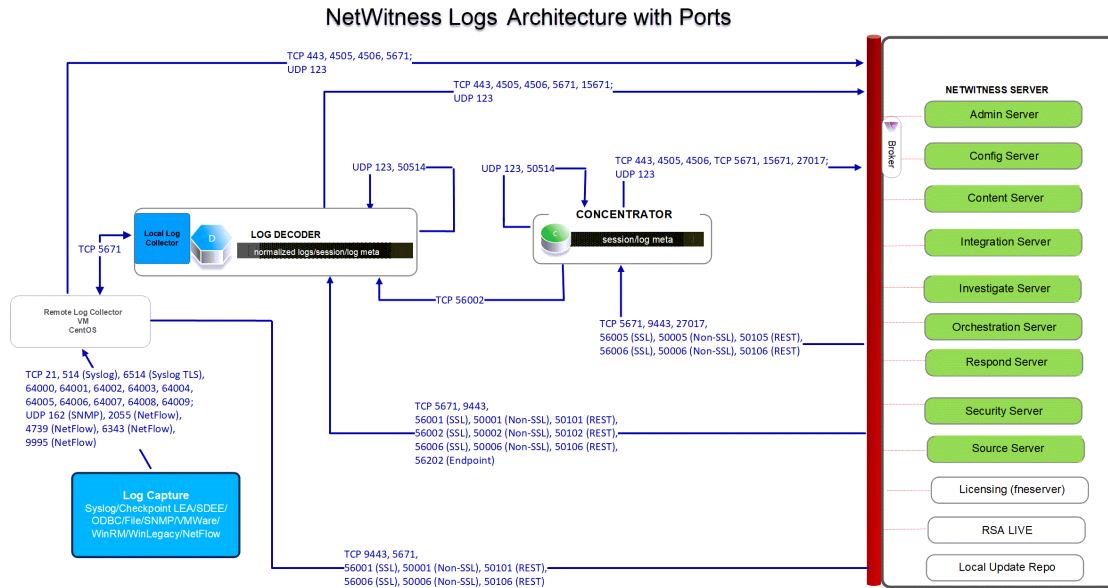 NetWitness Logs Architecture with Ports
TCP 443, 4505, 4506, 5671;
UDP 123
TCP 443, 4505, 4506, 5671, 15671;
UDP 123
UDP 123, 50514
UDP 123, 50514
TCP 443, 4505, 4506, TCP 5671, 15671, 27017;
UDP 123
Local Log
Collector
D
LOG DECODER
normalized logs/session/log meta
CONCENTRATOR
C
session/log meta
TCP 5671
TCP 56002
Remote Log Collector
VM
CentOS
TCP 5671, 9443, 27017,
56005 (SSL), 50005 (Non-SSL), 50105 (REST),
56006 (SSL), 50006 (Non-SSL), 50106 (REST)
TCP 21, 514 (Syslog), 6514 (Syslog TLS),
64000, 64001, 64002, 64003, 64004,
64005, 64006, 64007, 64008, 64009;
UDP 162 (SNMP), 2055 (NetFlow),
4739 (NetFlow), 6343 (NetFlow),
9995 (NetFlow)
TCP 5671, 9443,
56001 (SSL), 50001 (Non-SSL), 50101 (REST),
56002 (SSL), 50002 (Non-SSL), 50102 (REST),
56006 (SSL), 50006 (Non-SSL), 50106 (REST),
56202 (Endpoint)
Log Capture
Syslog/Checkpoint LEA/SDEE/
ODBC/File/SNMP/VMWare/
WinRM/WinLegacy/NetFlow
TCP 9443, 5671,
56001 (SSL), 50001 (Non-SSL), 50101 (REST),
56006 (SSL), 50006 (Non-SSL), 50106 (REST)
Broker
NETWITNESS SERVER
Admin Server
Config Server
Content Server
Integration Server
Investigate Server
Orchestration Server
Respond Server
Security Server
Source Server
Licensing (fneserver)
RSA LIVE
Local Update Repo